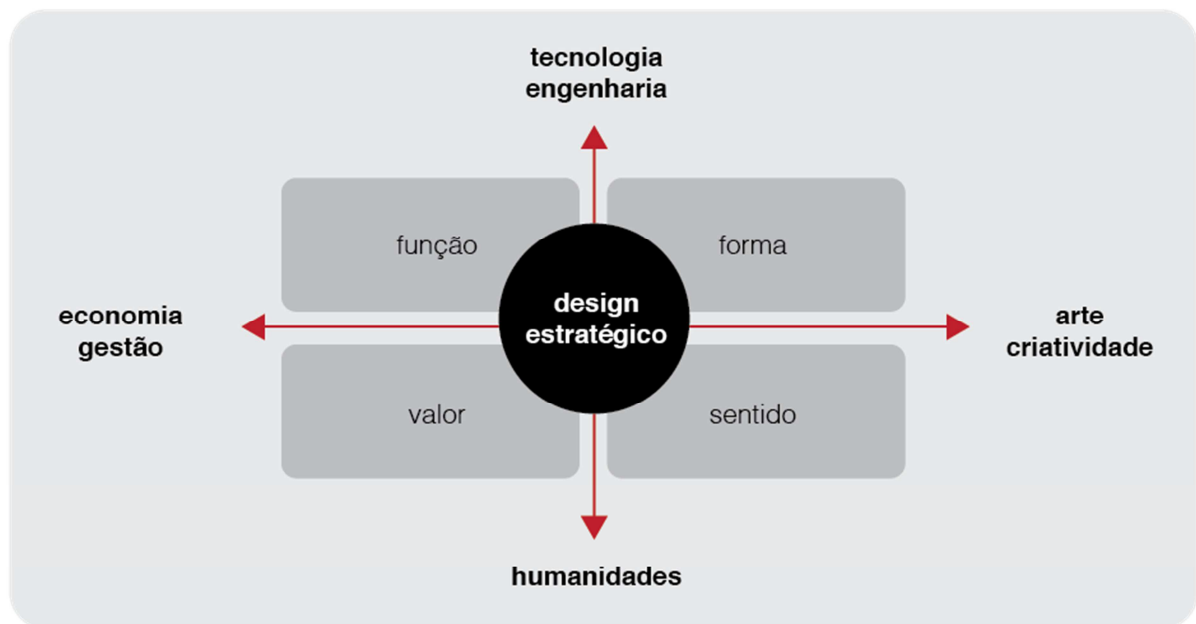 tecnologia
engenharia
função
forma
economia
gestão
design
estratégico
arte
criatividade
valor
sentido
humanidades